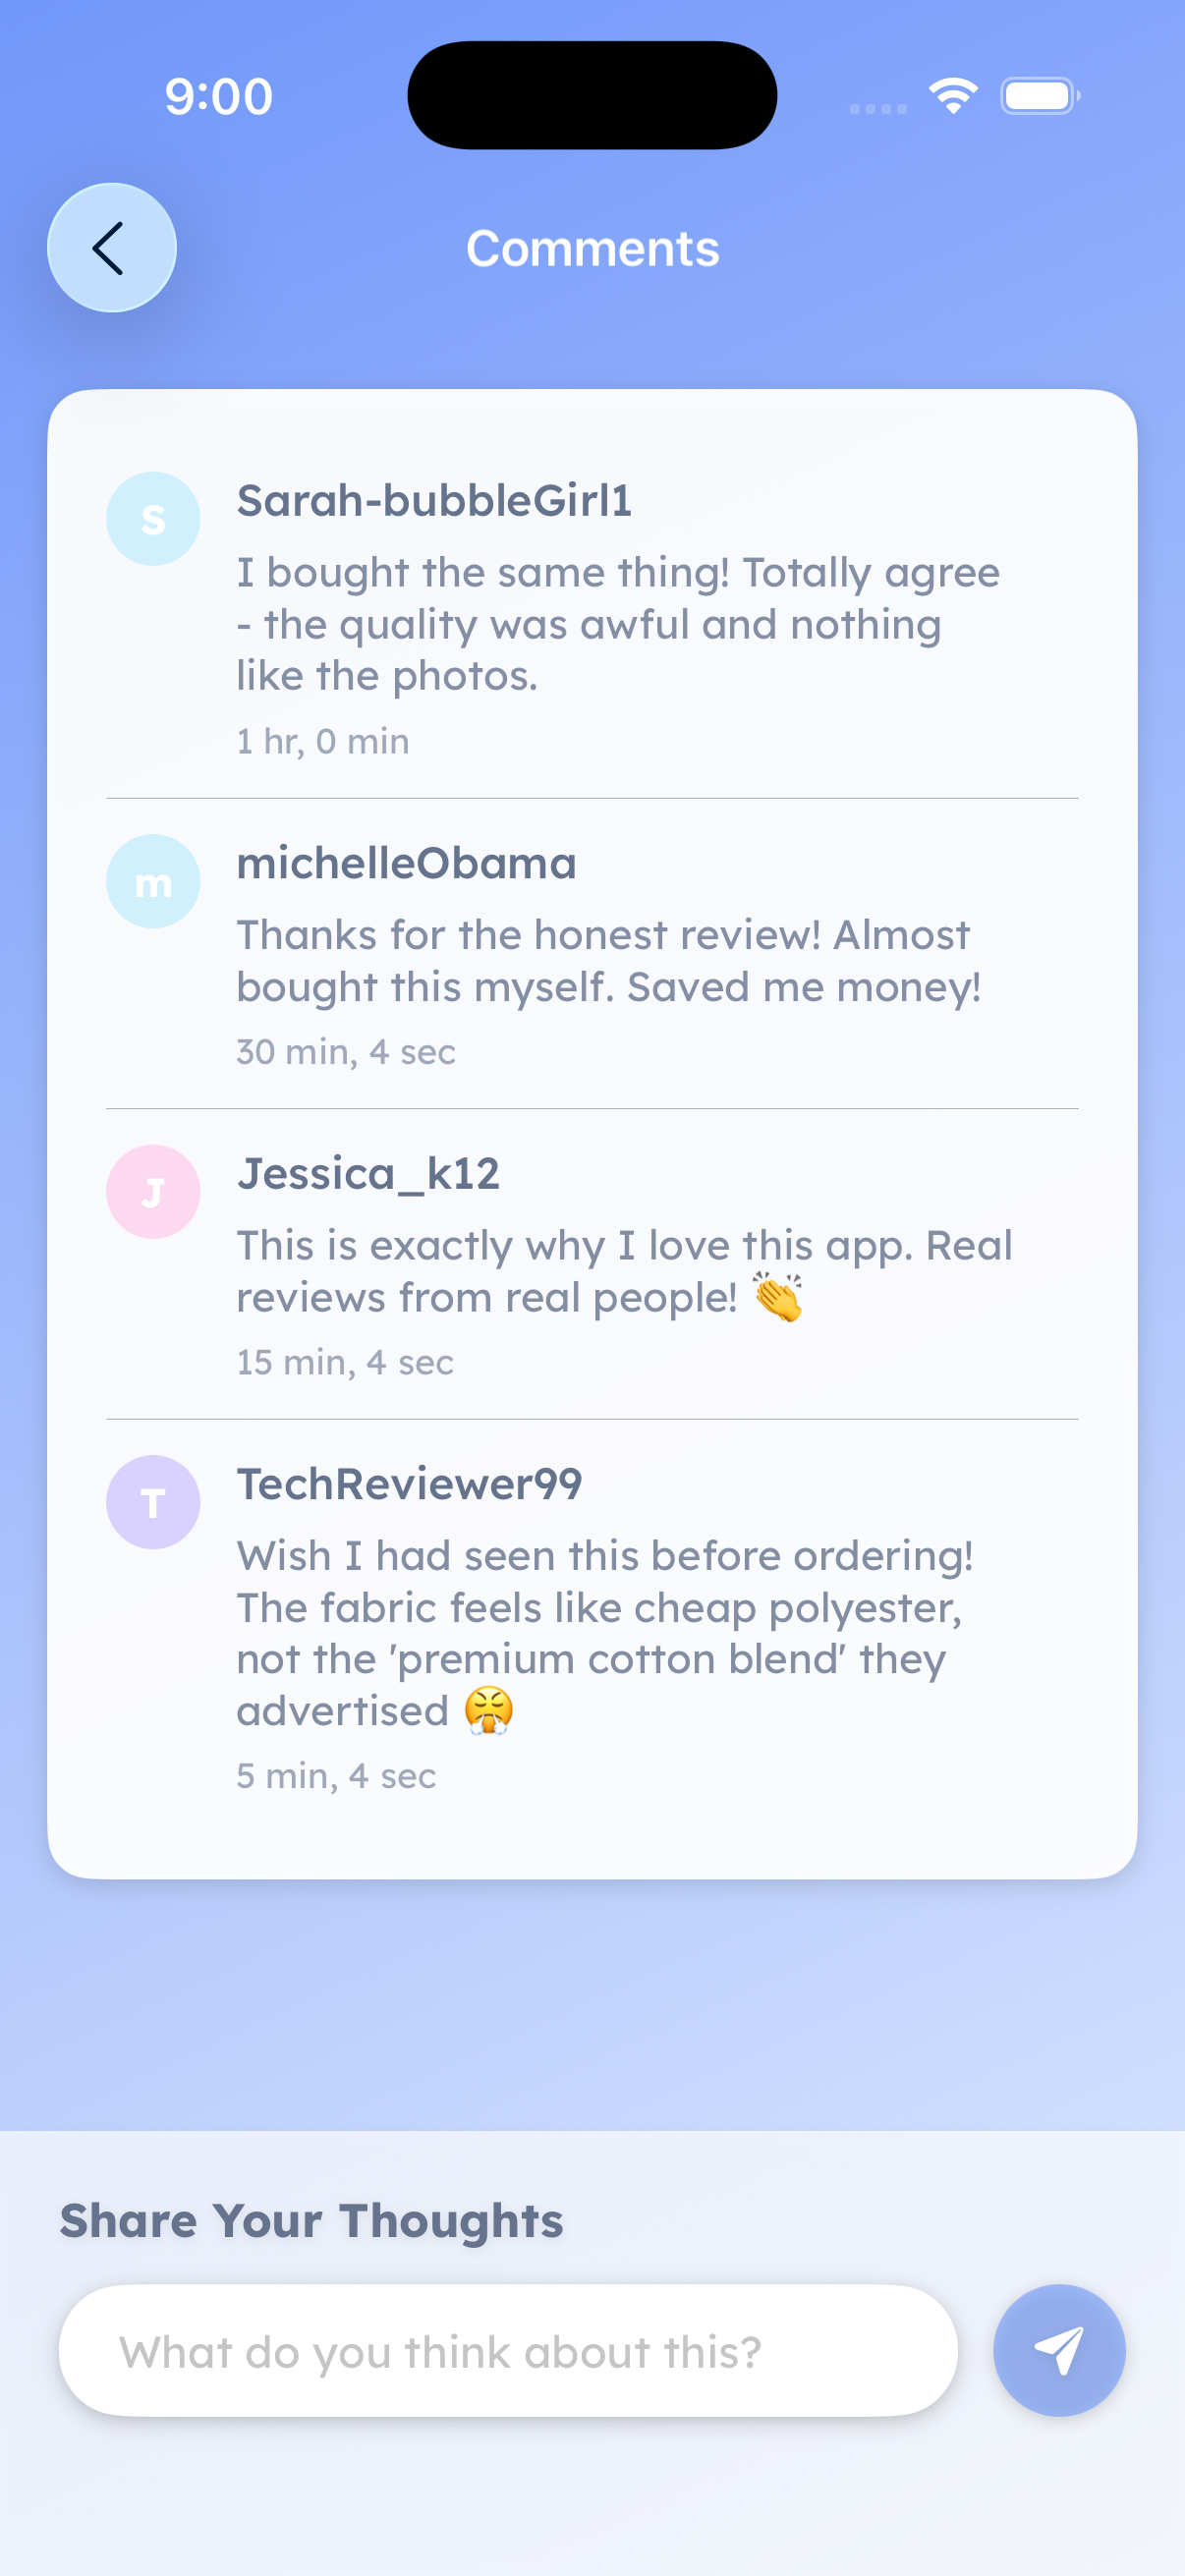 9:00
Comments
S
Sarah-bubbleGirl1
I bought the same thing! Totally agree
- the quality was awful and nothing
like the photos.
1 hr, 0 min
m
michelleObama
Thanks for the honest review! Almost
bought this myself. Saved me money!
30 min, 4 sec
J
Jessica_k12
This is exactly why I love this app. Real
reviews from real people! 👏
15 min, 4 sec
T
TechReviewer99
Wish I had seen this before ordering!
The fabric feels like cheap polyester,
not the 'premium cotton blend' they
advertised 😤
5 min, 4 sec
Share Your Thoughts
What do you think about this?